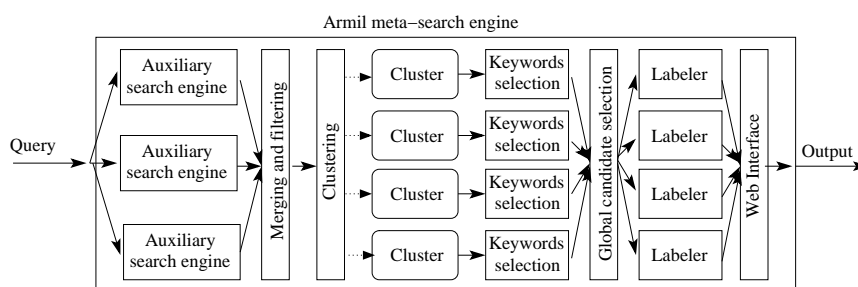 Armil meta-search engine
Query
Auxiliary
search engine
Auxiliary
search engine
Auxiliary
search engine
Merging and filtering
Clustering
Cluster
Cluster
Cluster
Cluster
Keywords
selection
Keywords
selection
Keywords
selection
Keywords
selection
Global candidate selection
Labeler
Labeler
Labeler
Labeler
Web Interface
Output